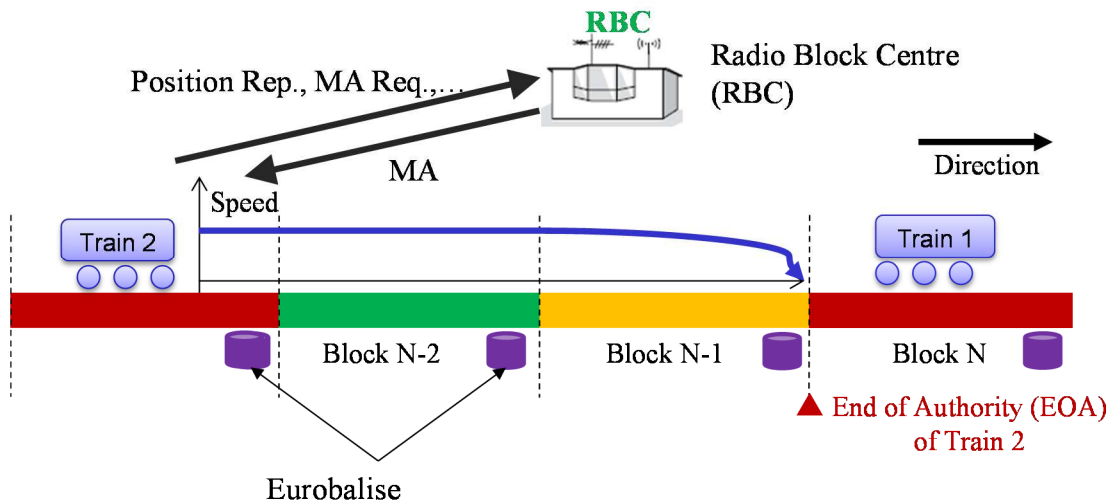 RBC
Radio Block Centre
(RBC)
Position Rep., MA Req.,...
MA
Direction
Speed
Train 2
Train 1
Block N-2
Block N-1
Block N
End of Authority (EOA)
of Train 2
Eurobalise